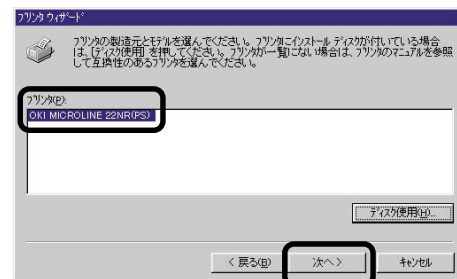 プリンタ ウィザード
プリンタの製造元とモデルを選んでください。プリンタにインストール ディスクが付いている場合
は、[ディスク使用] を押してください。プリンタが一覧にない場合は、プリンタのマニュアルを参照
して互換性のあるプリンタを選んでください。
プリンタ(P):
OKI MICROLINE 22NR(PS)
ディスク使用(H)...
< 戻る(B)
次へ >
キャンセル